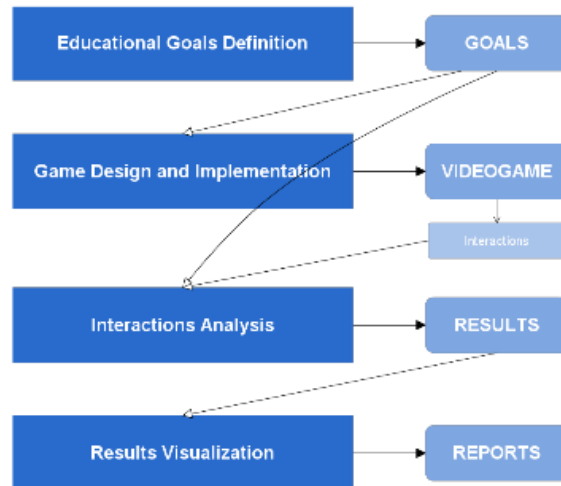 Educational Goals Definition
GOALS
Game Design and Implementation
VIDEOGAME
Interactions
Interactions Analysis
RESULTS
Results Visualization
REPORTS